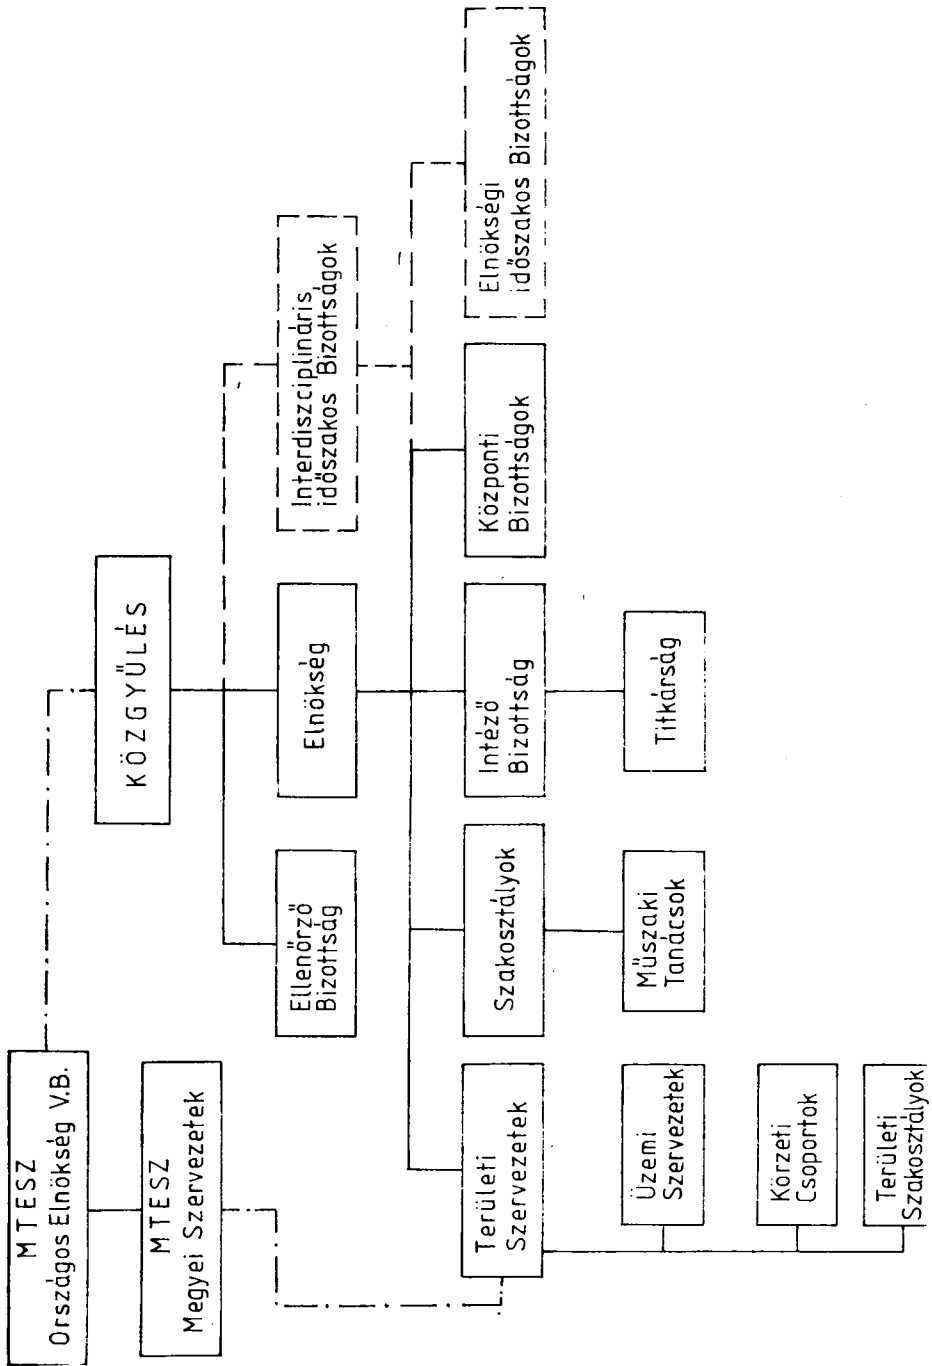 MTESZ
Országos Elnökség V.B.
MTESZ
Megyei Szervezetek
KÖZGYŰLÉS
Ellenőrző
Bizottság
Elnökség
Interdiszciplináris
időszakos Bizottságok
Területi
Szervezetek
Szakosztályok
Intéző
Bizottság
Központi
Bizottságok
Elnökségi
időszakos Bizottságok
Üzemi
Szervezetek
Körzeti
Csoportok
Területi
Szakosztályok
Műszaki
Tanácsok
Titkárság